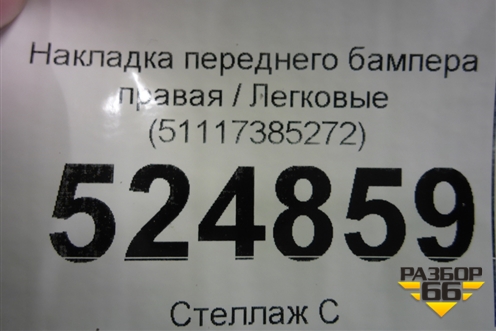 Накладка переднего бампера
правая / Легковые
(51117385272)
524859
РАЗБОР
66
Стеллаж С